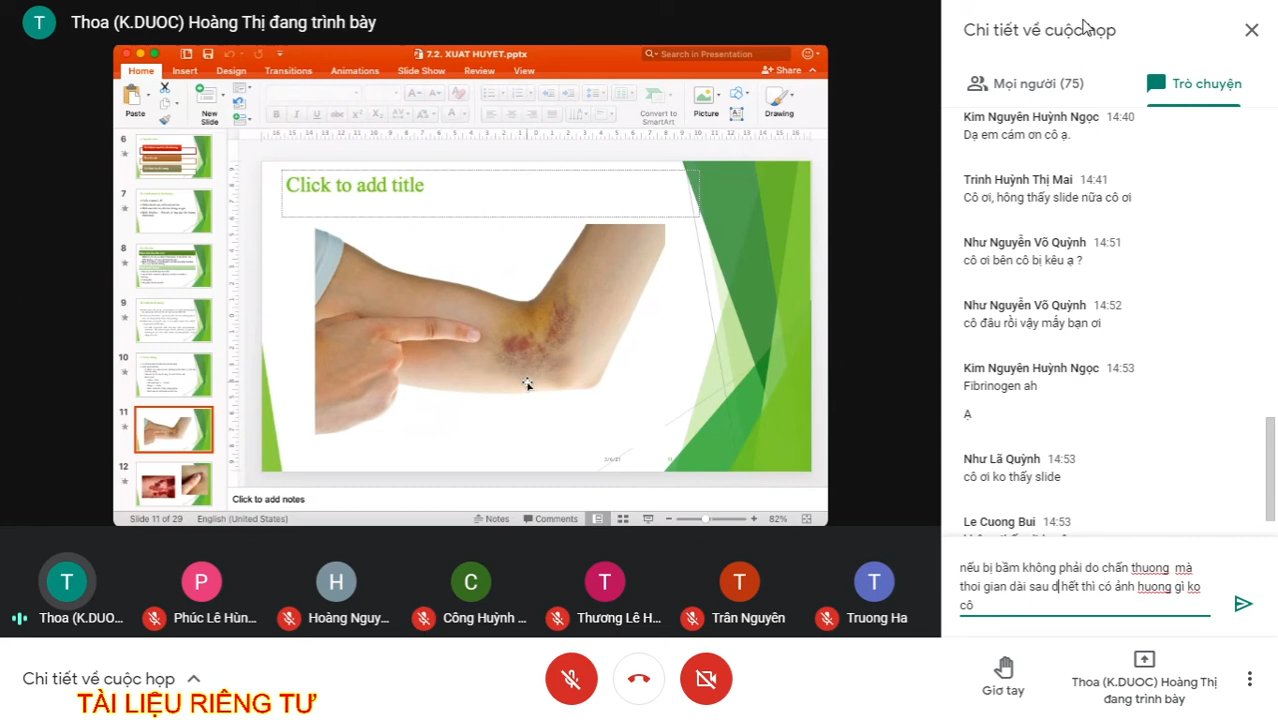 T
Thoa (K.DUOC) Hoàng Thị đang trình bày
Chi tiết về cuộc họp
Mọi người (75)
Trò chuyện
7.2. XUAT HUYET.pptx
Search in Presentation
Home
Insert
Design
Transitions
Animations
Slide Show
Review
View
Share
Paste
New
Slide
Convert to
SmartArt
Picture
Drawing
6
7
8
9
10
11
12
Click to add title
Click to add notes
Slide 11 of 29
English (United States)
Notes
Comments
82%
Kim Nguyên Huỳnh Ngọc 14:40
Dạ em cám ơn cô ạ.
Trinh Huỳnh Thị Mai 14:41
Cô ơi, hông thấy slide nữa cô ơi
Như Nguyễn Võ Quỳnh 14:51
cô ơi bên cô bị kêu ạ ?
Như Nguyễn Võ Quỳnh 14:52
cô đâu rồi vậy mấy bạn ơi
Kim Nguyên Huỳnh Ngọc 14:53
Fibrinogen ah
Ạ
Như Lã Quỳnh 14:53
cô ơi ko thấy slide
Le Cuong Bui 14:53
nếu bị bầm không phải do chấn thuong mà
thoi gian dài sau d hết thì có ảnh huong gì ko
cô
T
P
H
C
T
T
T
Thoa (K.DUO...
Phúc Lê Hùn...
Hoàng Nguy...
Công Huỳnh ...
Thương Lê H...
Trân Nguyên
Truong Ha
Chi tiết về cuộc họp
TÀI LIỆU RIÊNG TƯ
Giơ tay
Thoa (K.DUOC) Hoàng Thị
đang trình bày